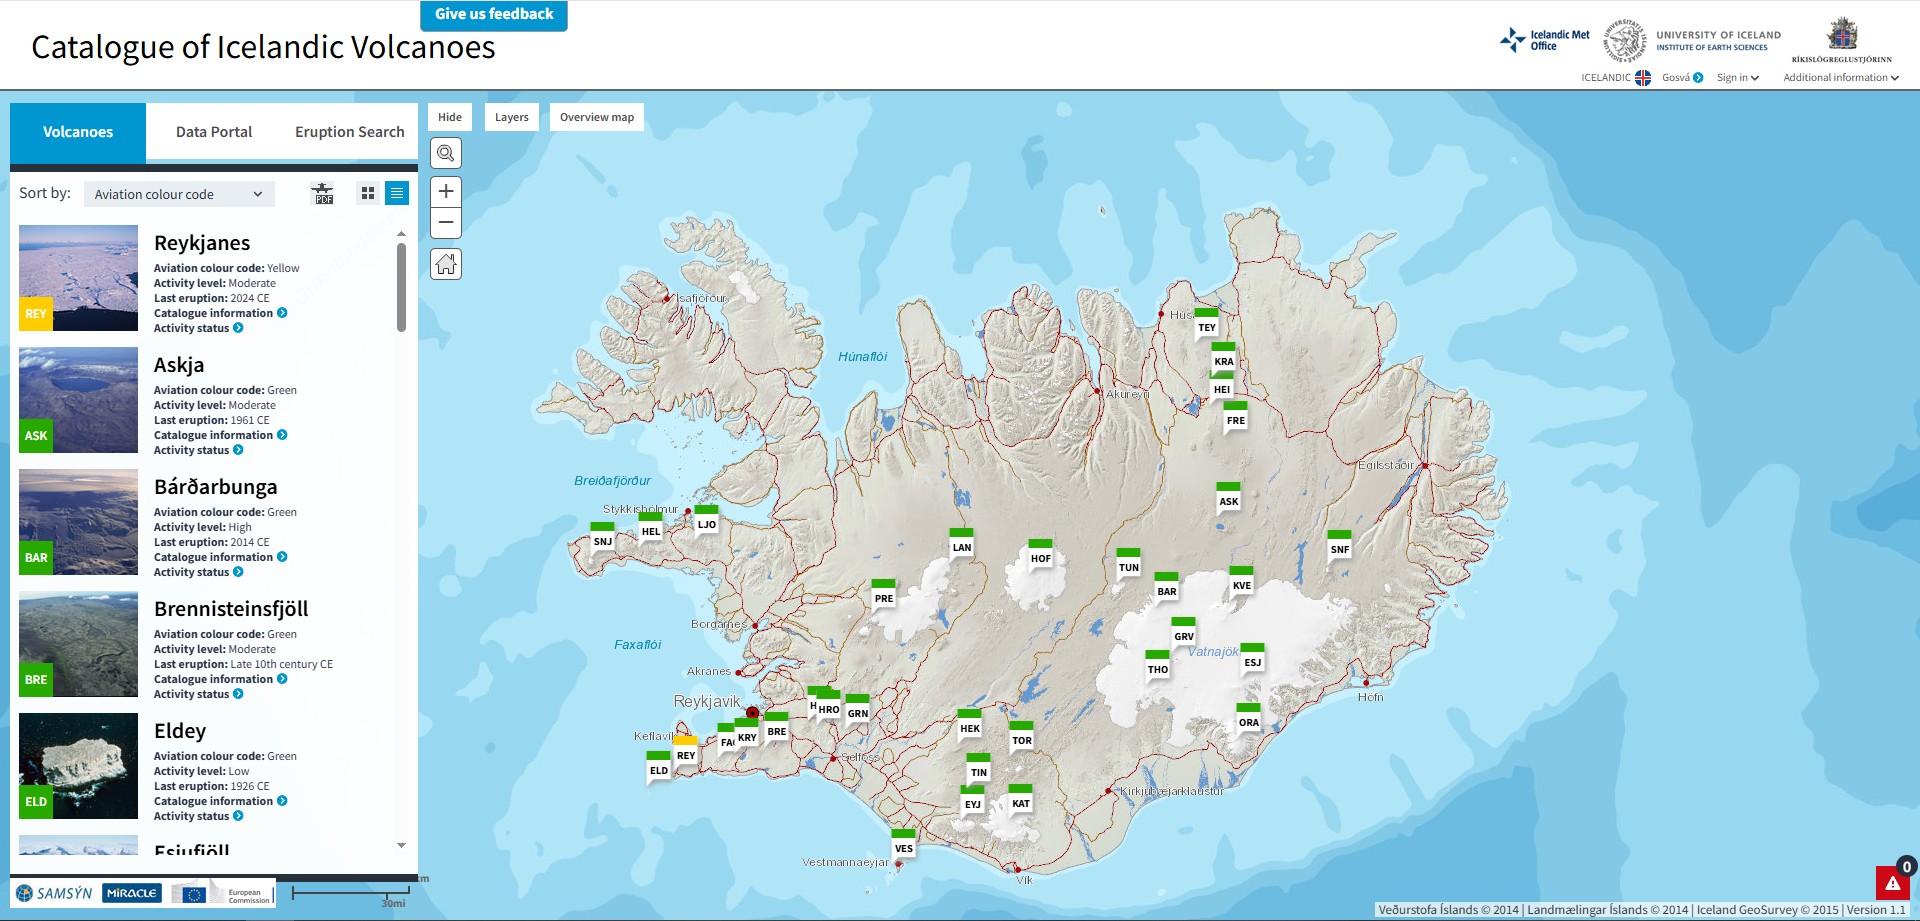 Give us feedback
Catalogue of Icelandic Volcanoes
Icelandic Met
Office
UNIVERSITY OF ICELAND
INSTITUTE OF EARTH SCIENCES
RÍKISLÖGREGLUSTJÓRINN
ICELANDIC
Gosvá
Sign in
Additional information
Volcanoes
Data Portal
Eruption Search
Hide
Layers
Overview map
Sort by:
Aviation colour code
PDF
Reykjanes
Aviation colour code: Yellow
Activity level: Moderate
Last eruption: 2024 CE
Catalogue information
Activity status
REY
Askja
Aviation colour code: Green
Activity level: Moderate
Last eruption: 1961 CE
Catalogue information
Activity status
ASK
Bárðarbunga
Aviation colour code: Green
Activity level: High
Last eruption: 2014 CE
Catalogue information
Activity status
BAR
Brennisteinsfjöll
Aviation colour code: Green
Activity level: Moderate
Last eruption: Late 10th century CE
Catalogue information
Activity status
BRE
Eldey
Aviation colour code: Green
Activity level: Low
Last eruption: 1926 CE
Catalogue information
Activity status
ELD
Esjufjöll
SAMSÝN
MIRACLE
European
Commission
km
30mi
Ísafjörður
Húnaflói
TEY
KRA
HEI
FRE
Akureyri
Egilsstaðir
Breiðafjörður
Stykkishólmur
ASK
SNJ
HEL
LJO
LAN
HOF
TUN
SNF
PRE
BAR
KVE
Borgarnes
Faxaflói
GRV
Vatnajök
THO
ESJ
Akranes
Höfn
Reykjavík
HRO
GRN
HEK
TOR
ORA
Keflavík
REY
KRY
BRE
ELD
Selfoss
TIN
EYJ
KAT
Kirkjubæjarklaustur
VES
Vestmannaeyjar
Vík
0
Veðurstofa Íslands © 2014 | Landmælingar Íslands © 2014 | Iceland GeoSurvey © 2015 | Version 1.1